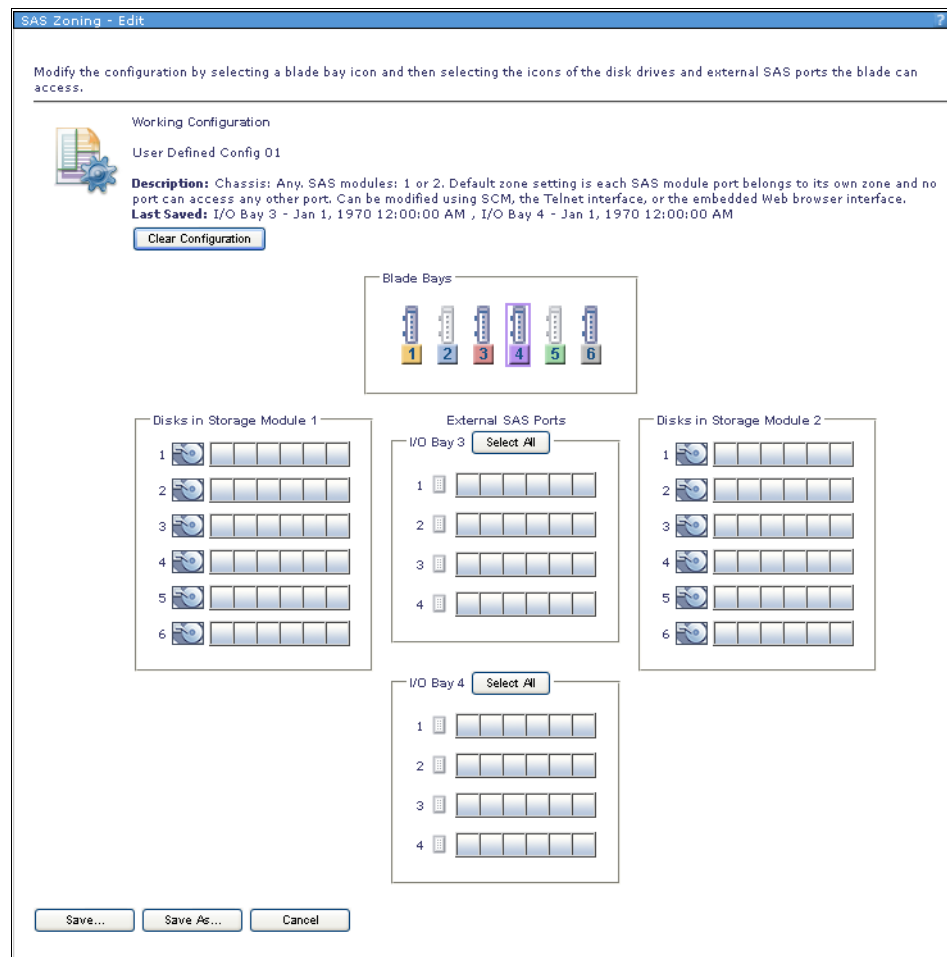 SAS Zoning - Edit
?
Modify the configuration by selecting a blade bay icon and then selecting the icons of the disk drives and external SAS ports the blade can
access.
Working Configuration
User Defined Config 01
Description: Chassis: Any. SAS modules: 1 or 2. Default zone setting is each SAS module port belongs to its own zone and no
port can access any other port. Can be modified using SCM, the Telnet interface, or the embedded Web browser interface.
Last Saved: I/O Bay 3 - Jan 1, 1970 12:00:00 AM , I/O Bay 4 - Jan 1, 1970 12:00:00 AM
Clear Configuration
Blade Bays
1 2 3 4 5 6
Disks in Storage Module 1
1
2
3
4
5
6
External SAS Ports
I/O Bay 3 Select All
1
2
3
4
Disks in Storage Module 2
1
2
3
4
5
6
I/O Bay 4 Select All
1
2
3
4
Save... Save As... Cancel